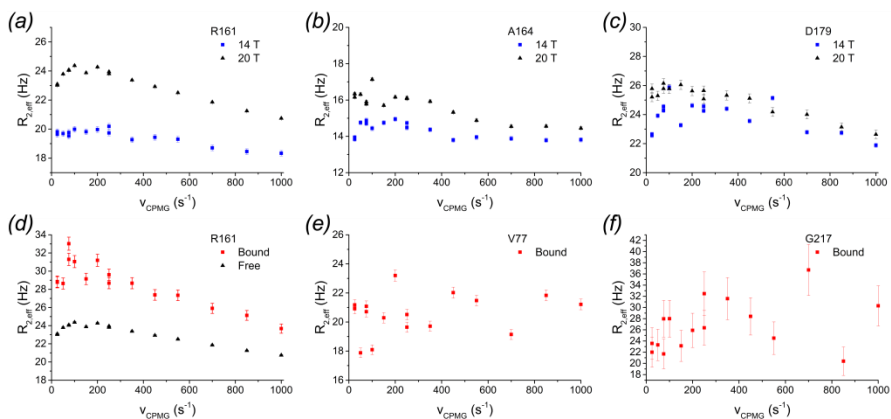 (a)
R161
14 T
20 T
R2,eff (Hz)
26
24
22
20
18
0 200 400 600 800 1000
νCPMG (s-1)
(b)
A164
14 T
20 T
R2,eff (Hz)
20
18
16
14
12
0 200 400 600 800 1000
νCPMG (s-1)
(c)
D179
14 T
20 T
R2,eff (Hz)
28
26
24
22
20
0 200 400 600 800 1000
νCPMG (s-1)
(d)
R161
Bound
Free
R2,eff (Hz)
34
32
30
28
26
24
22
20
18
0 200 400 600 800 1000
νCPMG (s-1)
(e)
V77
Bound
R2,eff (Hz)
26
24
22
20
18
16
0 200 400 600 800 1000
νCPMG (s-1)
(f)
G217
Bound
R2,eff (Hz)
42
40
38
36
34
32
30
28
26
24
22
20
18
0 200 400 600 800 1000
νCPMG (s-1)